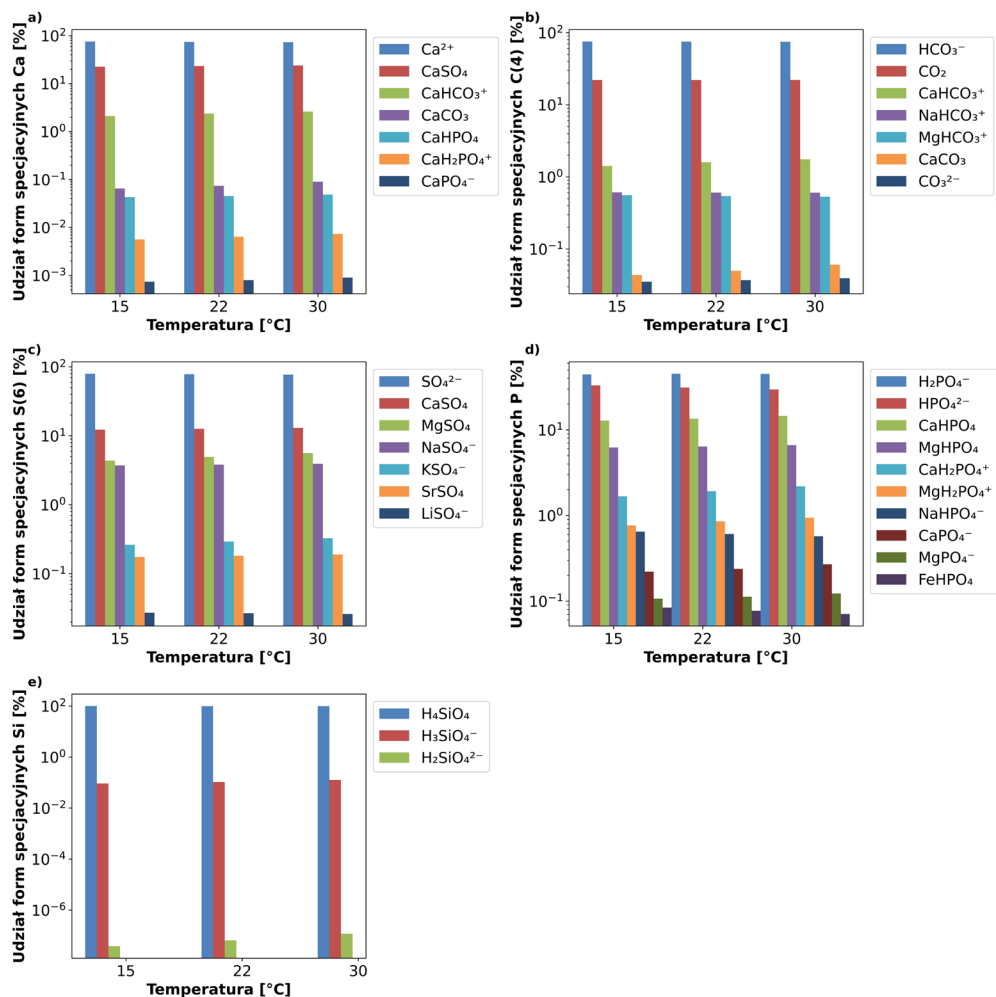 a)
Udział form specjacyjnych Ca [%]
10²
10¹
10⁰
10⁻¹
10⁻²
10⁻³
15
22
30
Temperatura [°C]
Ca²⁺
CaSO₄
CaHCO₃⁺
CaCO₃
CaHPO₄
CaH₂PO₄⁺
CaPO₄⁻
b)
Udział form specjacyjnych C(4) [%]
10²
10¹
10⁰
10⁻¹
15
22
30
Temperatura [°C]
HCO₃⁻
CO₂
CaHCO₃⁺
NaHCO₃⁺
MgHCO₃⁺
CaCO₃
CO₃²⁻
c)
Udział form specjacyjnych S(6) [%]
10²
10¹
10⁰
10⁻¹
15
22
30
Temperatura [°C]
SO₄²⁻
CaSO₄
MgSO₄
NaSO₄⁻
KSO₄⁻
SrSO₄
LiSO₄⁻
d)
Udział form specjacyjnych P [%]
10¹
10⁰
10⁻¹
15
22
30
Temperatura [°C]
H₂PO₄⁻
HPO₄²⁻
CaHPO₄
MgHPO₄
CaH₂PO₄⁺
MgH₂PO₄⁺
NaHPO₄⁻
CaPO₄⁻
MgPO₄⁻
FeHPO₄
e)
Udział form specjacyjnych Si [%]
10²
10⁰
10⁻²
10⁻⁴
10⁻⁶
15
22
30
Temperatura [°C]
H₄SiO₄
H₃SiO₄⁻
H₂SiO₄²⁻